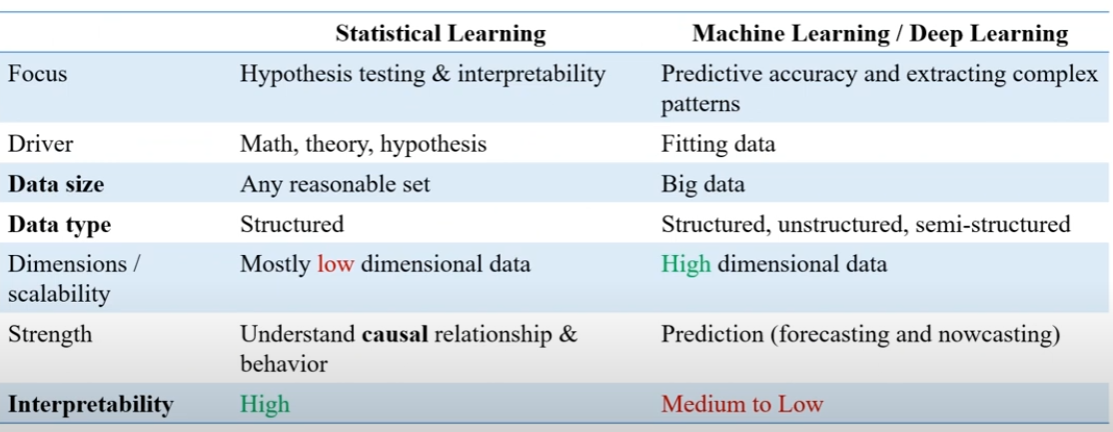 Statistical Learning Machine Learning / Deep Learning
Focus Hypothesis testing & interpretability Predictive accuracy and extracting complex
patterns
Driver Math, theory, hypothesis Fitting data
Data size Any reasonable set Big data
Data type Structured Structured, unstructured, semi-structured
Dimensions / Mostly low dimensional data High dimensional data
scalability
Strength Understand causal relationship & Prediction (forecasting and nowcasting)
behavior
Interpretability High Medium to Low